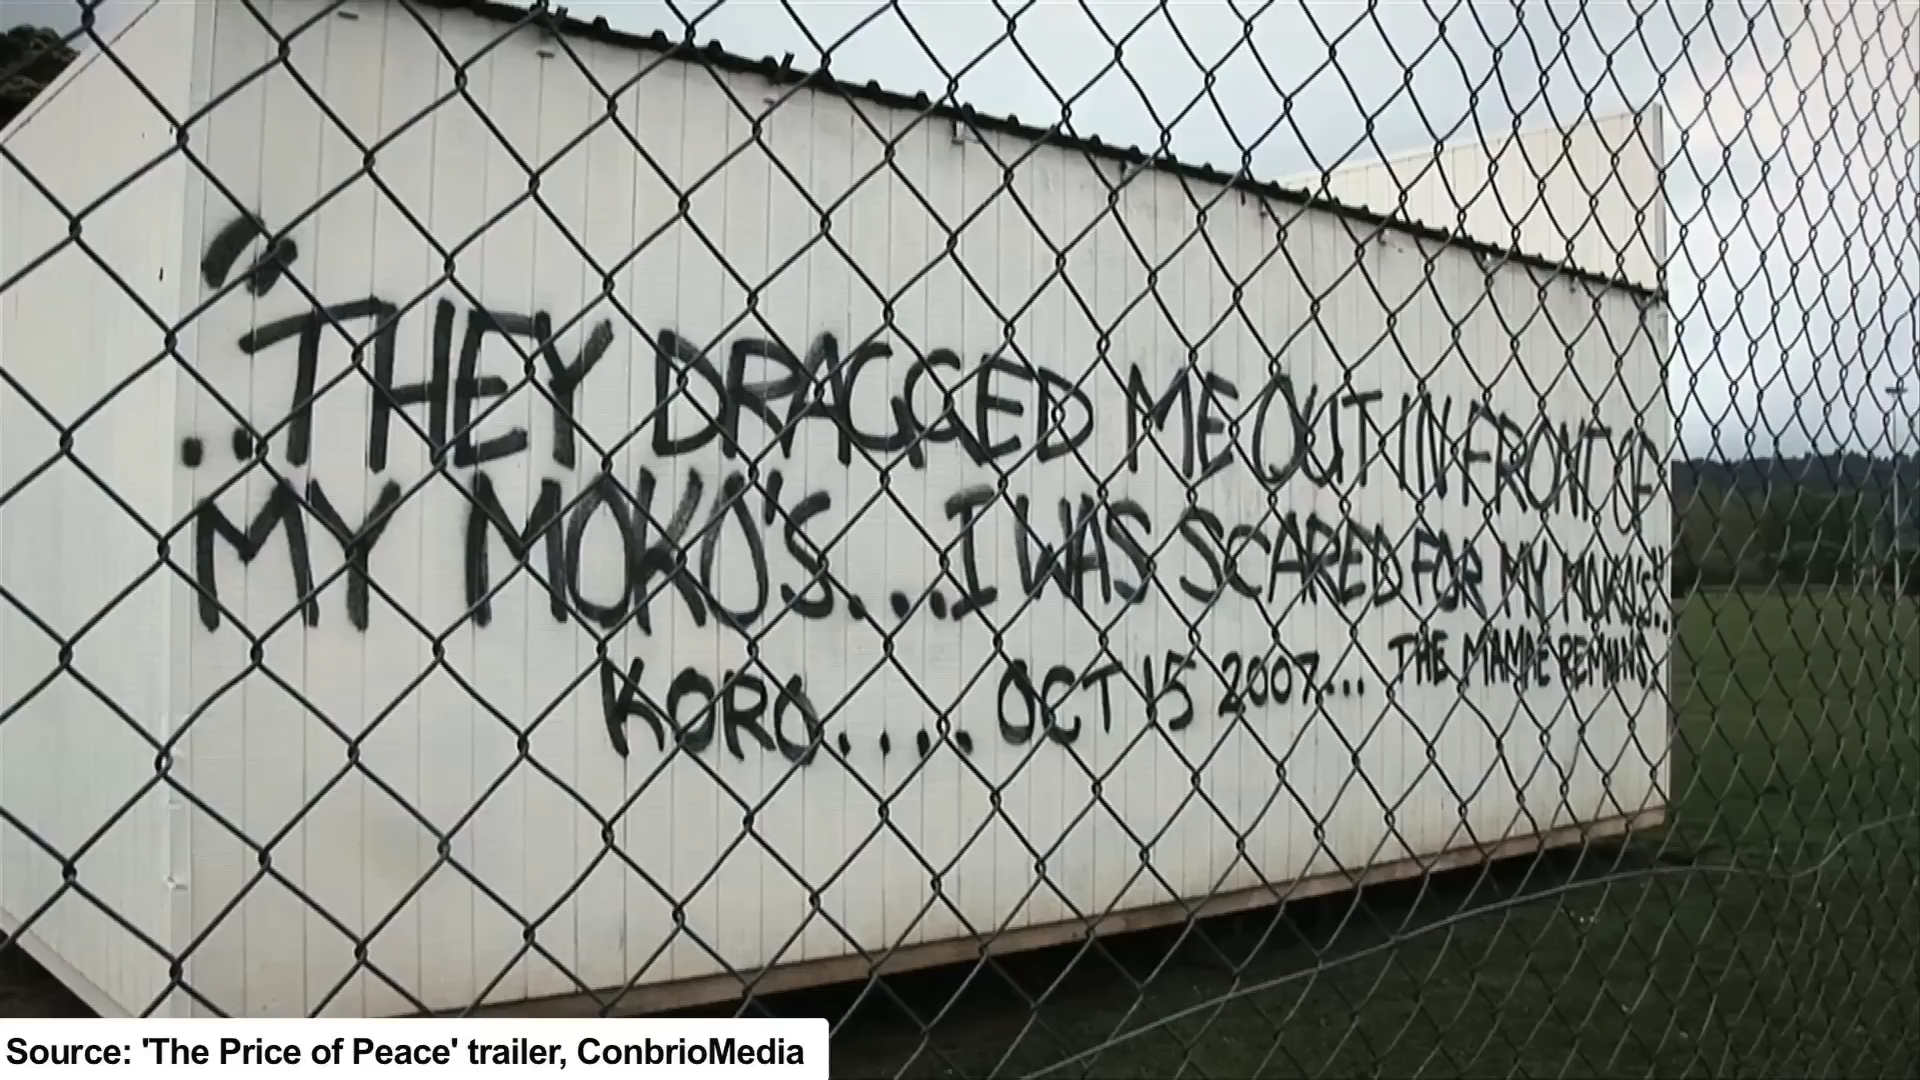 "
..THEY DRAGGED ME OUT IN FRONT OF
MY MOKO'S...I WAS SCARED FOR MY MOKO'S"..
KORO..... OCT 15 2007... THE MAMAE REMAINS
Source: 'The Price of Peace' trailer, ConbrioMedia